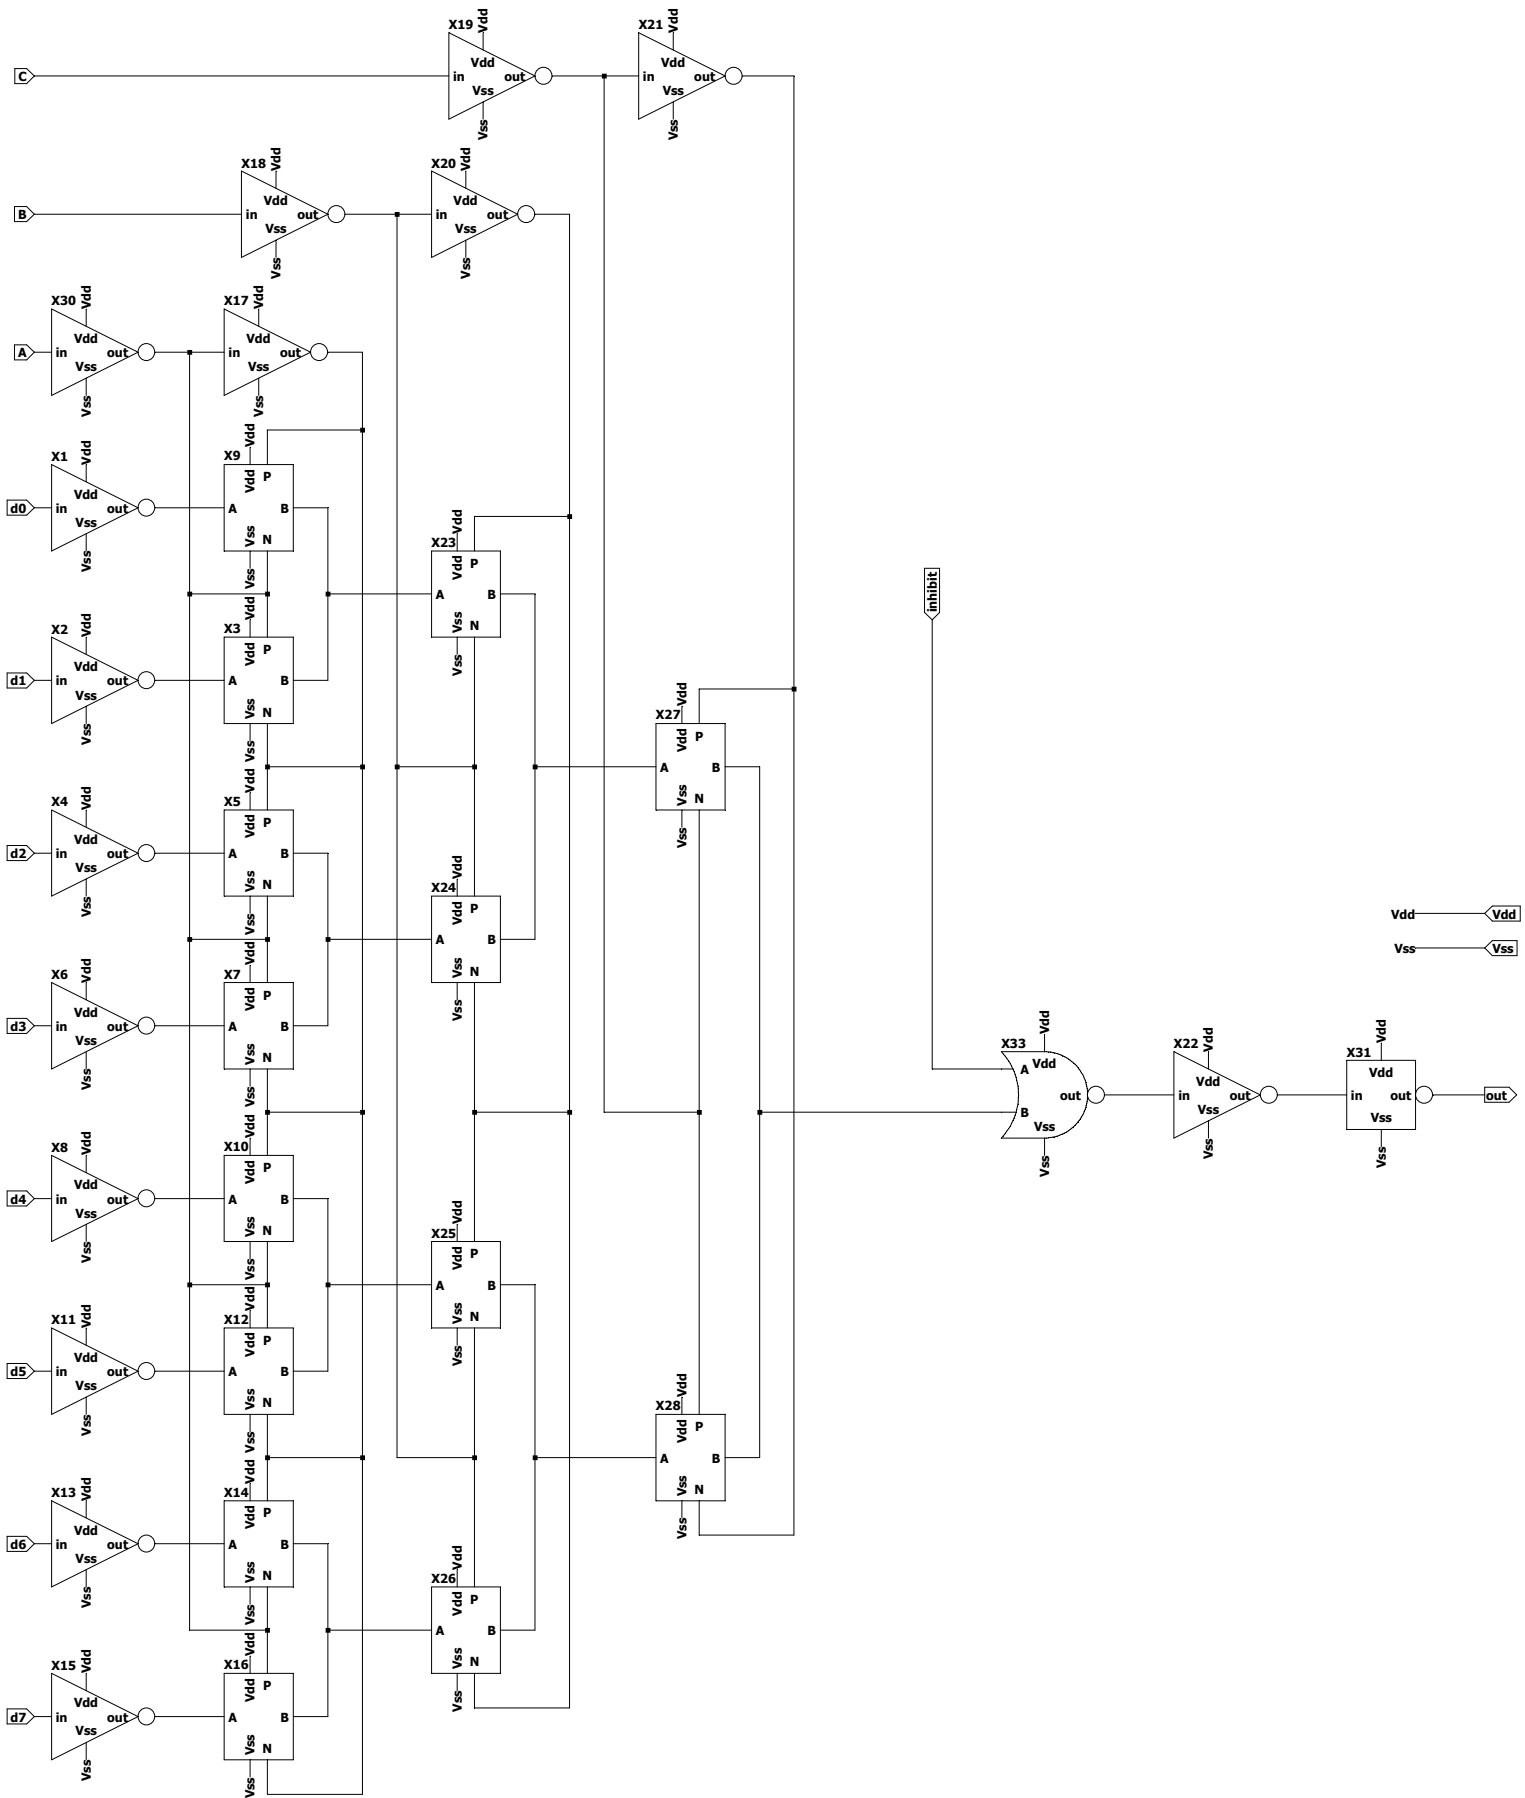 X19 Vdd X21 Vdd
C in Vdd out Vss in Vdd out Vss
Vss Vss
X18 Vdd X20 Vdd
B in Vdd out Vss in Vdd out Vss
Vss Vss
X30 Vdd X17 Vdd
A in Vdd out Vss in Vdd out Vss
Vss Vss
X1 Vdd X9 Vdd
d0 in Vdd out Vss A Vdd P B Vss N
Vss Vss
X23 Vdd
A Vdd P B Vss N
Vss
inhibit
X2 Vdd X3 Vdd
d1 in Vdd out Vss A Vdd P B Vss N
Vss Vss
X27 Vdd
A Vdd P B Vss N
Vss
X4 Vdd X5 Vdd
d2 in Vdd out Vss A Vdd P B Vss N
Vss Vss
X24 Vdd
A Vdd P B Vss N
Vss
Vdd Vdd
Vss Vss
X6 Vdd X7 Vdd
d3 in Vdd out Vss A Vdd P B Vss N
Vss Vss
X33 Vdd X22 Vdd X31 Vdd
A Vdd out B Vss in Vdd out Vss in Vdd out Vss out
Vss Vss Vss
X8 Vdd X10 Vdd
d4 in Vdd out Vss A Vdd P B Vss N
Vss Vss
X25 Vdd
A Vdd P B Vss N
Vss
X11 Vdd X12 Vdd
d5 in Vdd out Vss A Vdd P B Vss N
Vss Vss
X28 Vdd
A Vdd P B Vss N
Vss
X13 Vdd X14 Vdd
d6 in Vdd out Vss A Vdd P B Vss N
Vss Vss
X26 Vdd
A Vdd P B Vss N
Vss
X15 Vdd X16 Vdd
d7 in Vdd out Vss A Vdd P B Vss N
Vss Vss